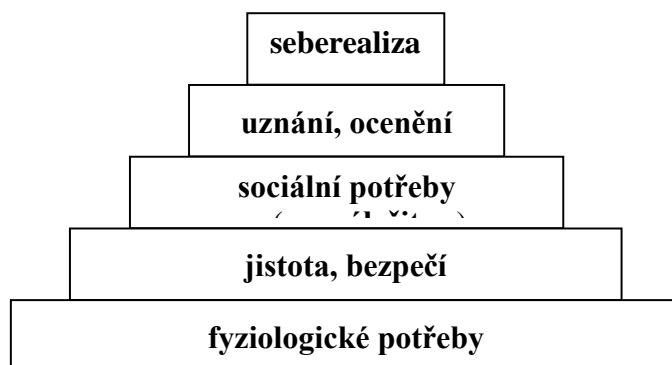 seberealiza
uznání, ocenění
sociální potřeby
jistota, bezpečí
fyziologické potřeby